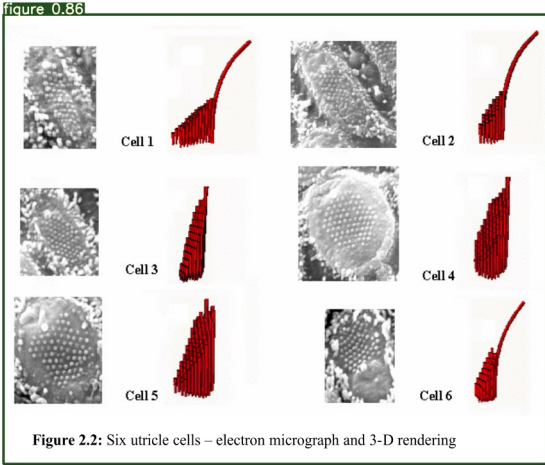 figure 0.86
Cell 1
Cell 2
Cell 3
Cell 4
Cell 5
Cell 6
Figure 2.2: Six utricle cells – electron micrograph and 3-D rendering